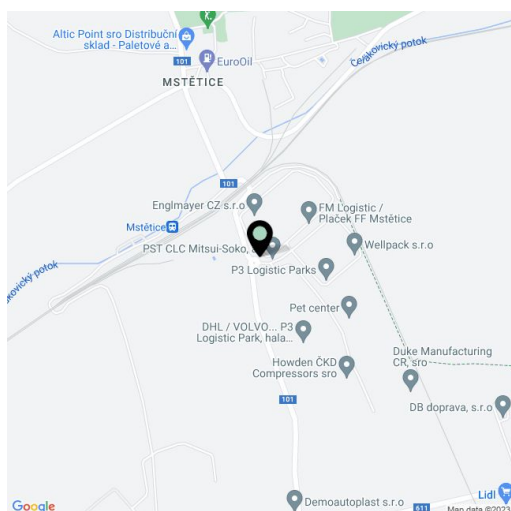 K.
Altic Point sro Distribuční
sklad - Paletové a...
EuroOil
101
MSTĚTICE
101
Englmayer CZ s.r.o
FM Logistic /
Plaček FF Mstětice
Mstětice
PST CLC Mitsui-Soko,
Wellpack s.r.o
P3 Logistic Parks
Pet center
DHL / VOLVO... P3
Logistic Park, hala...
Duke Manufacturing
CR, sro
Howden ČKD
Compressors sro
101
DB doprava, s.r.o
Lidl
Demoautoplast s.r.o
611
Google
Map data ©2023
potok
potok